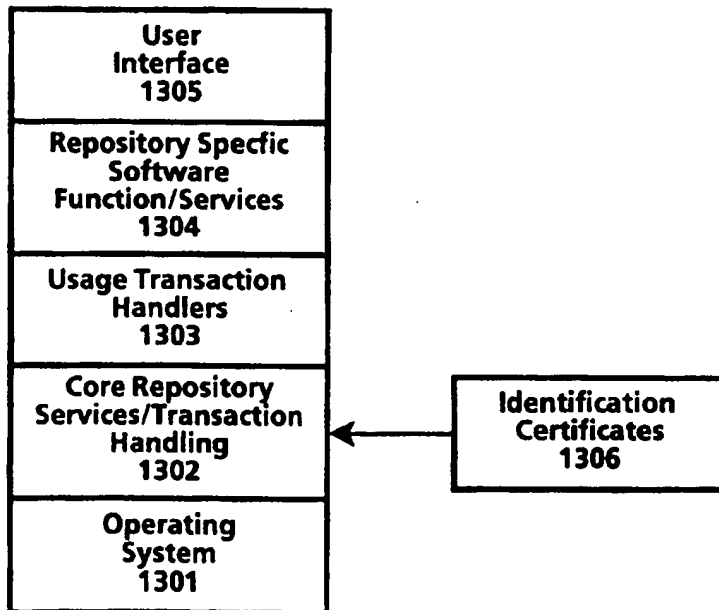 User
Interface
1305
Repository Specfic
Software
Function/Services
1304
Usage Transaction
Handlers
1303
Core Repository
Services/Transaction
Handling
1302
Identification
Certificates
1306
Operating
System
1301